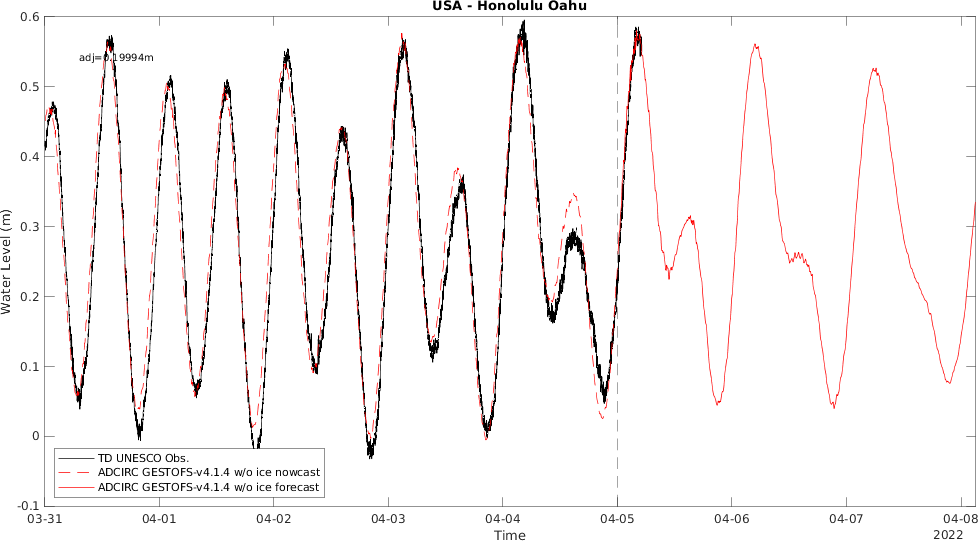 USA - Honolulu Oahu
0.6
adj=0.19994m
0.5
0.4
0.3
0.2
0.1
0
-0.1
Water Level (m)
TD UNESCO Obs.
ADCIRC GESTOFS-v4.1.4 w/o ice nowcast
ADCIRC GESTOFS-v4.1.4 w/o ice forecast
03-31 04-01 04-02 04-03 04-04 04-05 04-06 04-07 04-08
Time
2022